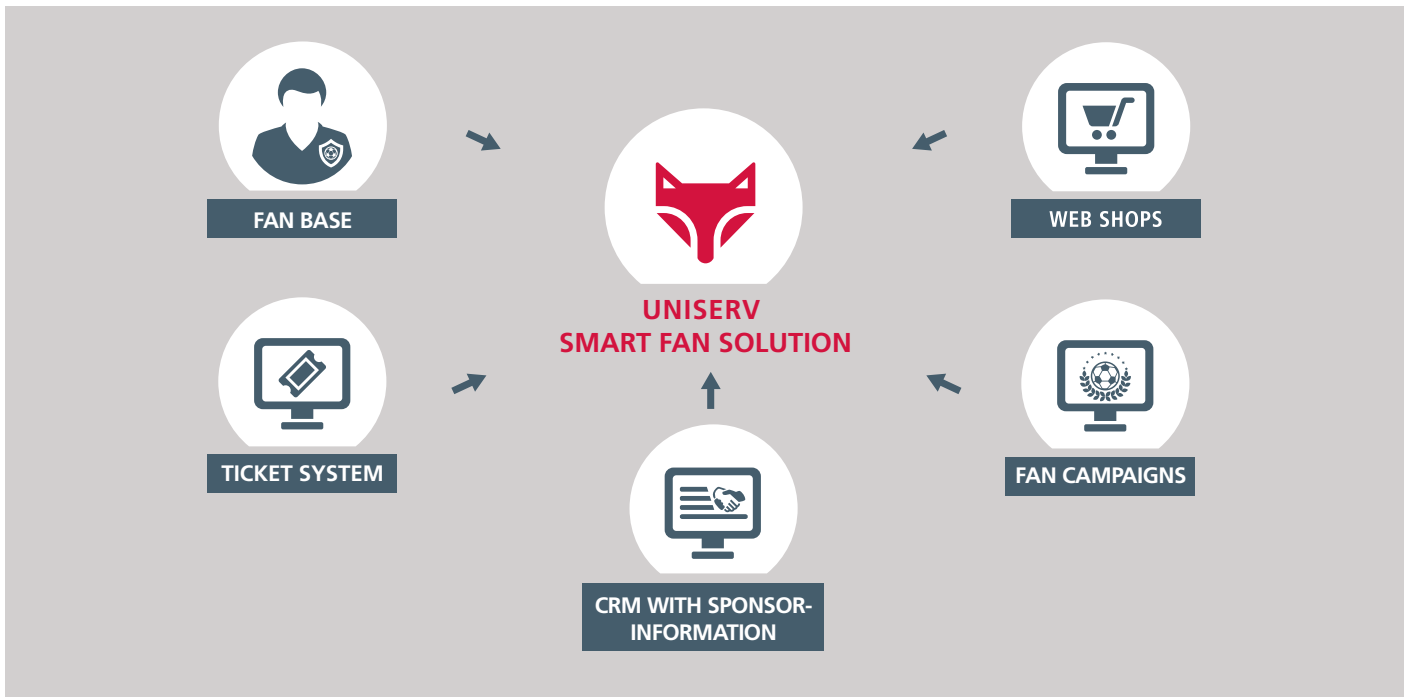 FAN BASE
WEB SHOPS
UNISERV
SMART FAN SOLUTION
TICKET SYSTEM
FAN CAMPAIGNS
CRM WITH SPONSOR-
INFORMATION